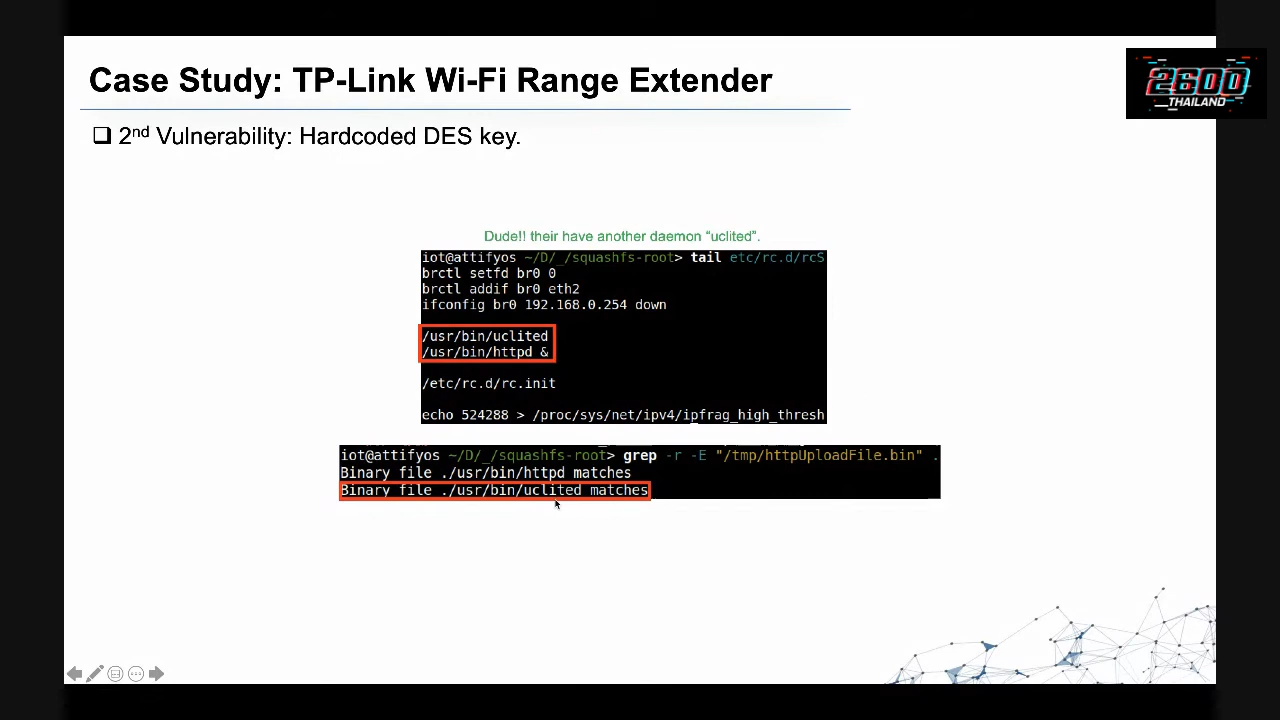 Case Study: TP-Link Wi-Fi Range Extender
2600
THAILAND
❑ 2nd Vulnerability: Hardcoded DES key.
Dude!! their have another daemon “uclited”.
iot@attifyos ~/D/_/squashfs-root> tail etc/rc.d/rcS
brctl setfd br0 0
brctl addif br0 eth2
ifconfig br0 192.168.0.254 down
/usr/bin/uclited
/usr/bin/httpd &
/etc/rc.d/rc.init
echo 524288 > /proc/sys/net/ipv4/ipfrag_high_thresh
iot@attifyos ~/D/_/squashfs-root> grep -r -E "/tmp/httpUploadFile.bin" .
Binary file ./usr/bin/httpd matches
Binary file ./usr/bin/uclited matches